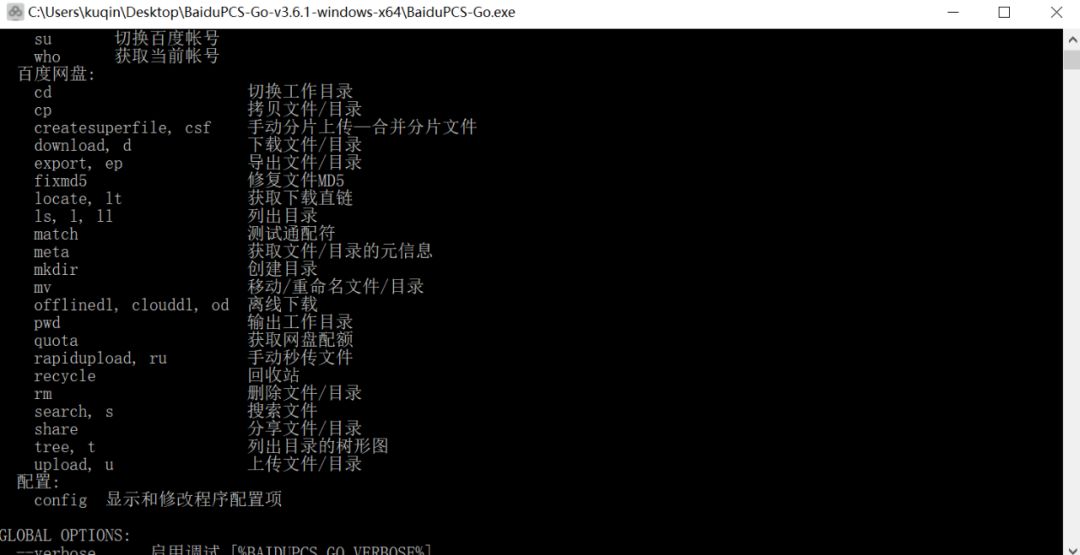 C:\Users\kuqin\Desktop\BaiduPCS-Go-v3.6.1-windows-x64\BaiduPCS-Go.exe
su 切换百度帐号
who 获取当前帐号
百度网盘:
cd 切换工作目录
cp 拷贝文件/目录
createsuperfile, csf 手动分片上传—合并分片文件
download, d 下载文件/目录
export, ep 导出文件/目录
fixmd5 修复文件MD5
locate, lt 获取下载直链
ls, l, ll 列出目录
match 测试通配符
meta 获取文件/目录的元信息
mkdir 创建目录
mv 移动/重命名文件/目录
offlinedl, clouddl, od 离线下载
pwd 输出工作目录
quota 获取网盘配额
rapidupload, ru 手动秒传文件
recycle 回收站
rm 删除文件/目录
search, s 搜索文件
share 分享文件/目录
tree, t 列出目录的树形图
upload, u 上传文件/目录
配置:
config 显示和修改程序配置项
GLOBAL OPTIONS:
--verbose 启用调试 [%BAIDUPCS_GO_VERBOSE%]